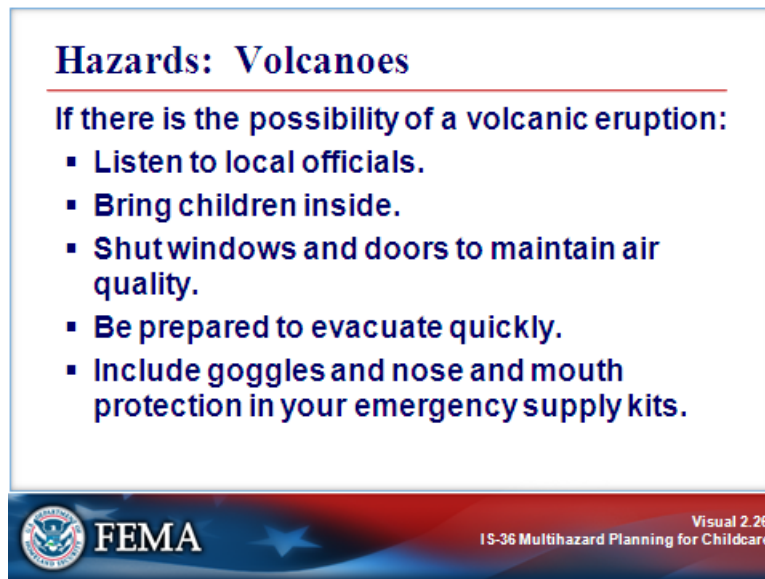 Hazards: Volcanoes
If there is the possibility of a volcanic eruption:
▪ Listen to local officials.
▪ Bring children inside.
▪ Shut windows and doors to maintain air
quality.
▪ Be prepared to evacuate quickly.
▪ Include goggles and nose and mouth
protection in your emergency supply kits.
FEMA
Visual 2.26
IS-36 Multihazard Planning for Childcare